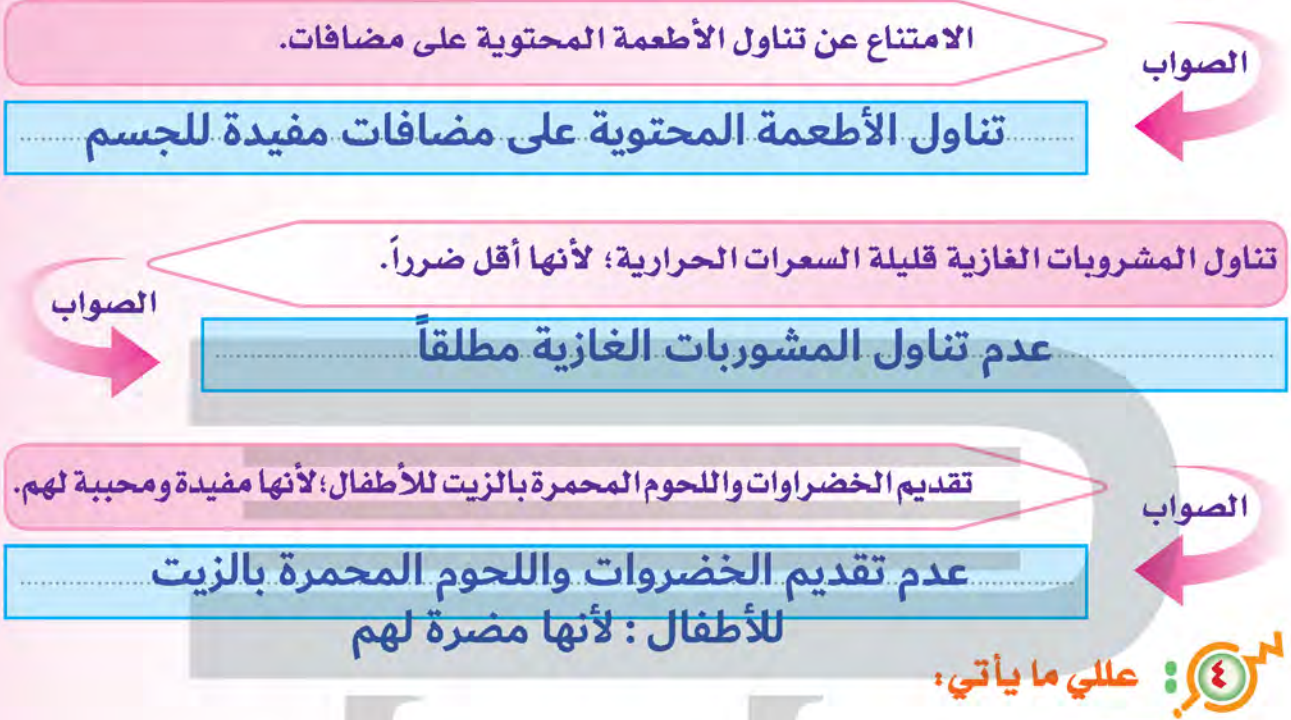 الامتناع عن تناول الأطعمة المحتوية على مضافات.
الصواب
تناول الأطعمة المحتوية على مضافات مفيدة للجسم
تناول المشروبات الغازية قليلة السعرات الحرارية؛ لأنها أقل ضرراً.
الصواب
عدم تناول المشوربات الغازية مطلقاً
تقديم الخضراوات واللحوم المحمرة بالزيت للأطفال؛ لأنها مفيدة ومحببة لهم.
الصواب
عدم تقديم الخضروات واللحوم المحمرة بالزيت
للأطفال : لأنها مضرة لهم
س٤: عللي ما يأتي: